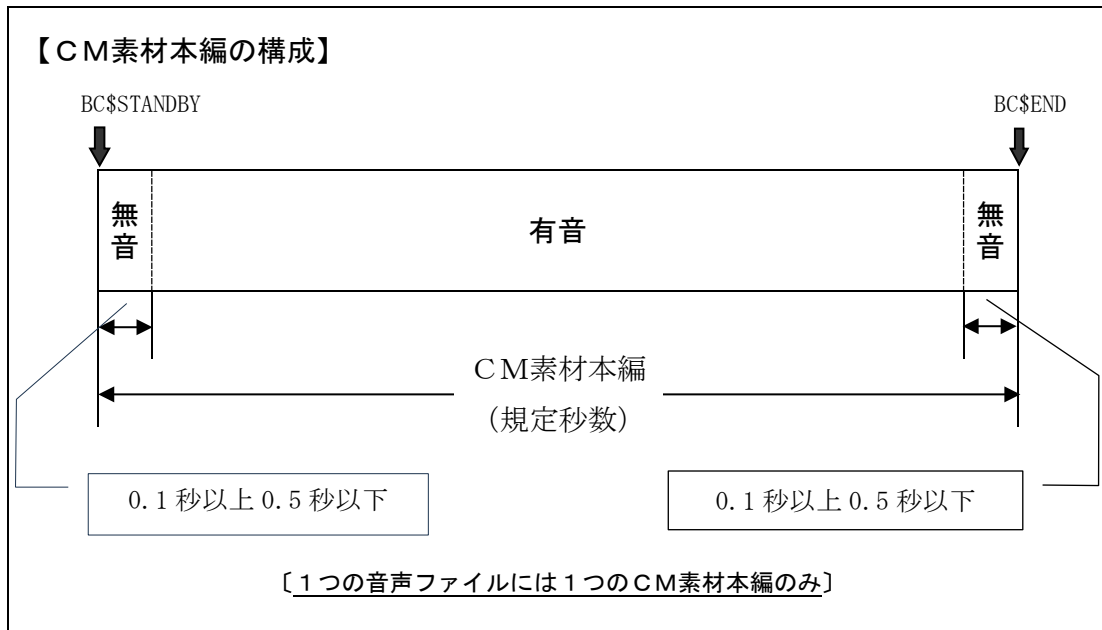 【ＣＭ素材本編の構成】
BC$STANDBY
BC$END
無音
有音
無音
ＣＭ素材本編
（規定秒数）
0.1秒以上0.5秒以下
0.1秒以上0.5秒以下
〔１つの音声ファイルには１つのＣＭ素材本編のみ〕